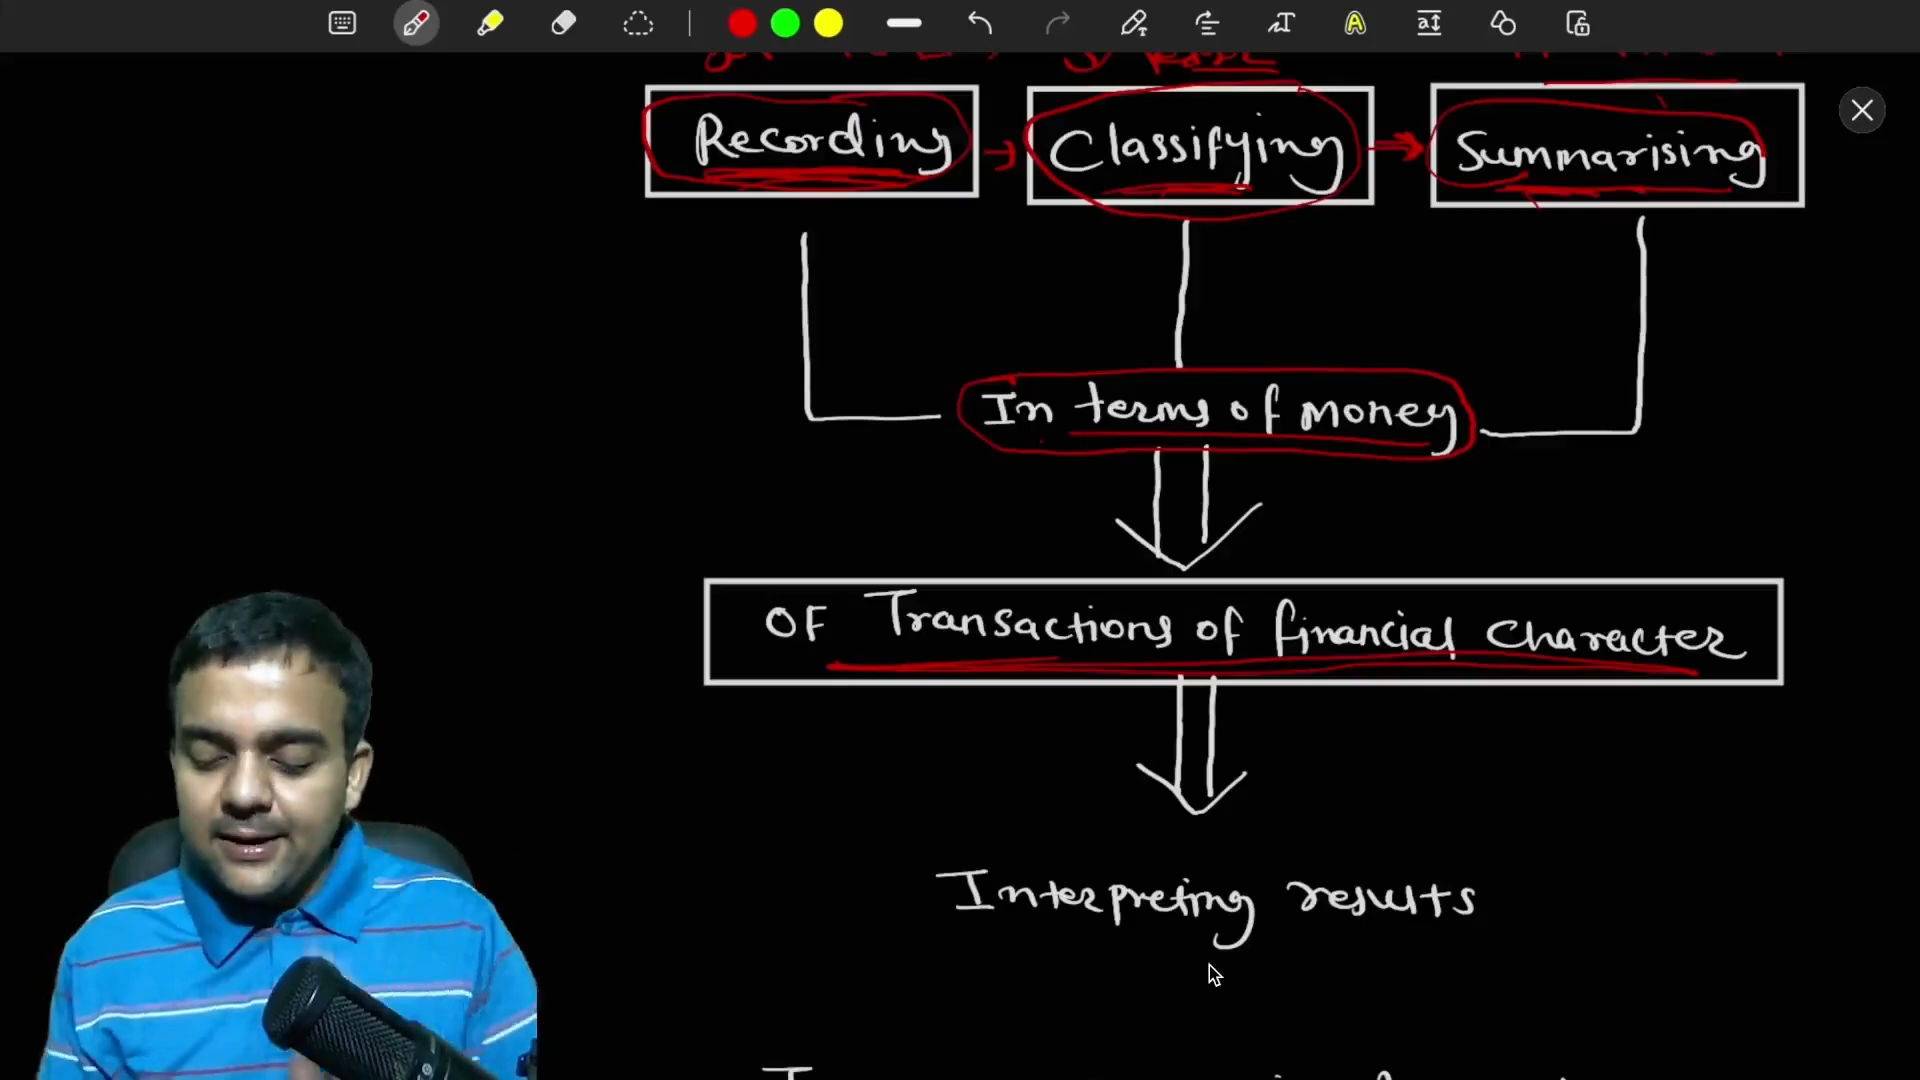 Recording → Classifying → Summarising
In terms of money
OF Transactions of financial Character
Interpreting results